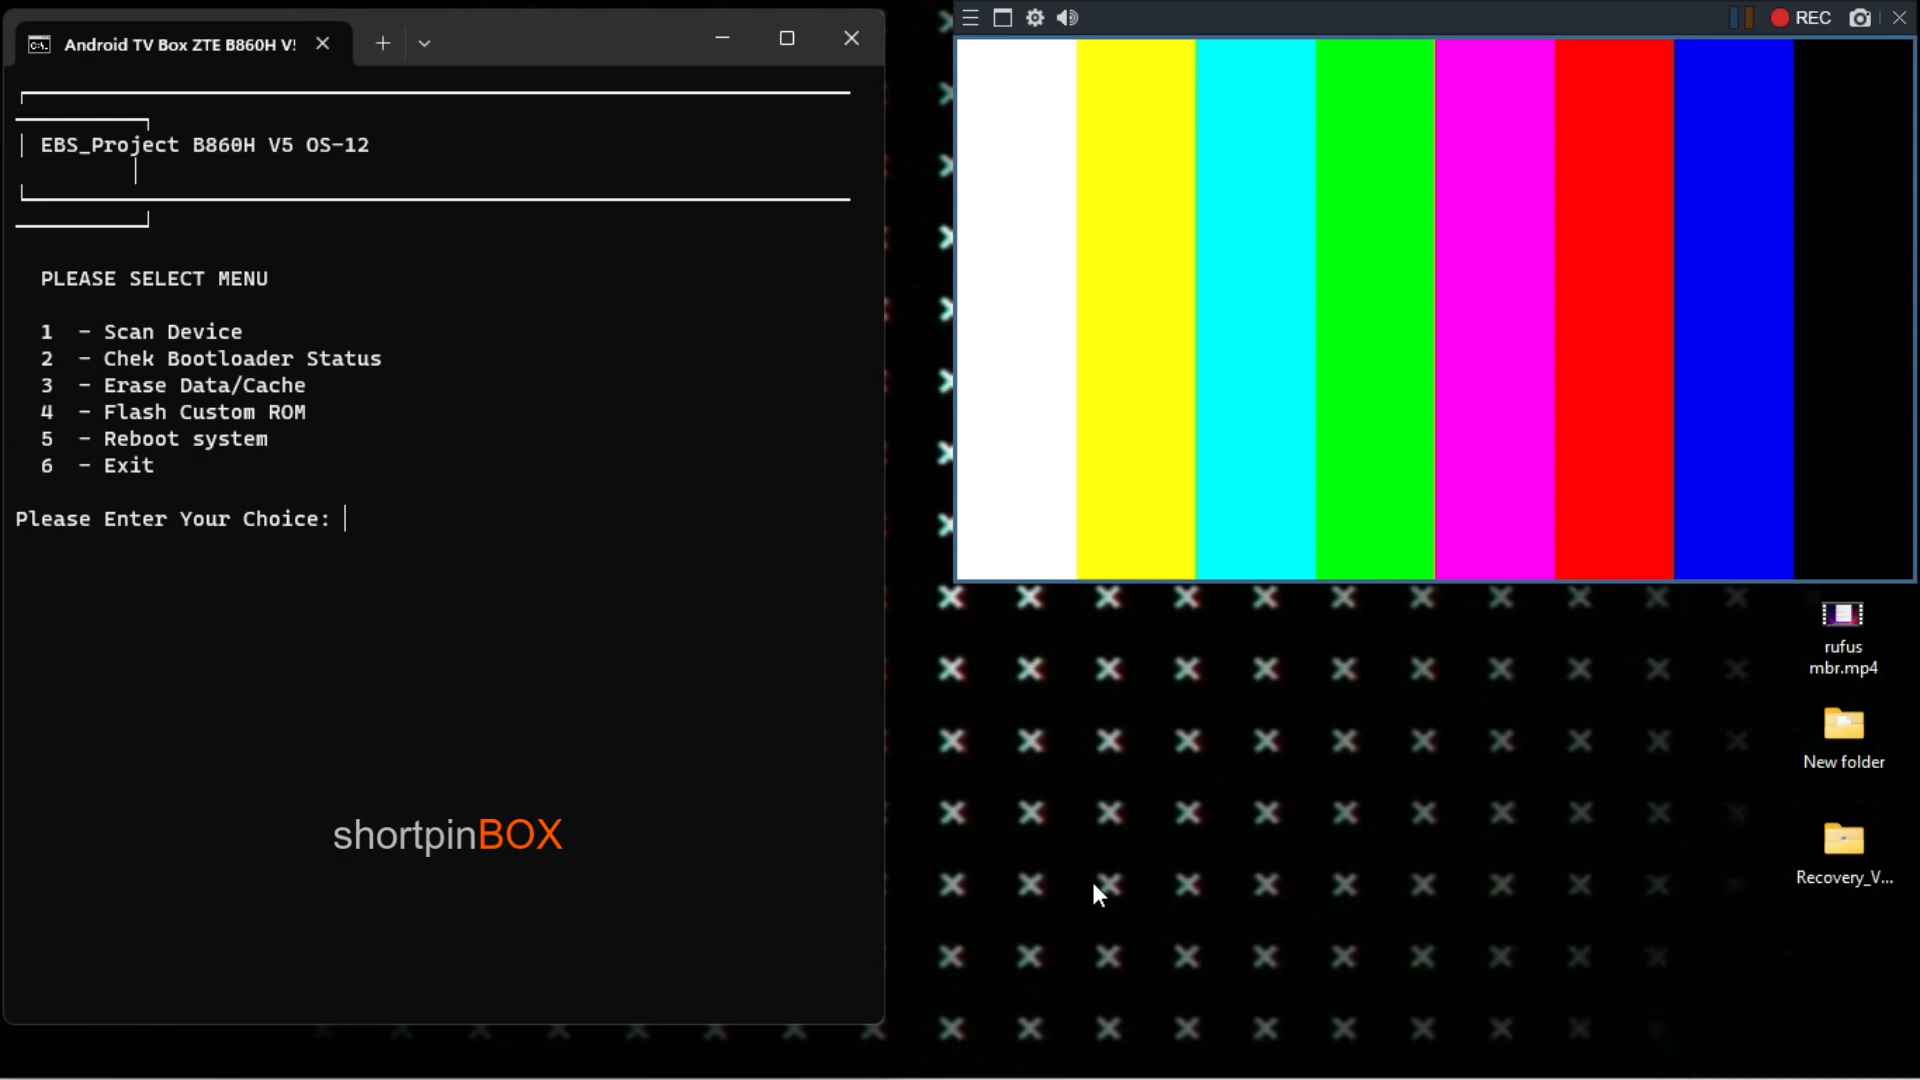 Android TV Box ZTE B860H V!
EBS_Project B860H V5 OS-12
PLEASE SELECT MENU
1 - Scan Device
2 - Chek Bootloader Status
3 - Erase Data/Cache
4 - Flash Custom ROM
5 - Reboot system
6 - Exit
Please Enter Your Choice:
shortpinBOX
REC
rufus
mbr.mp4
New folder
Recovery_V...